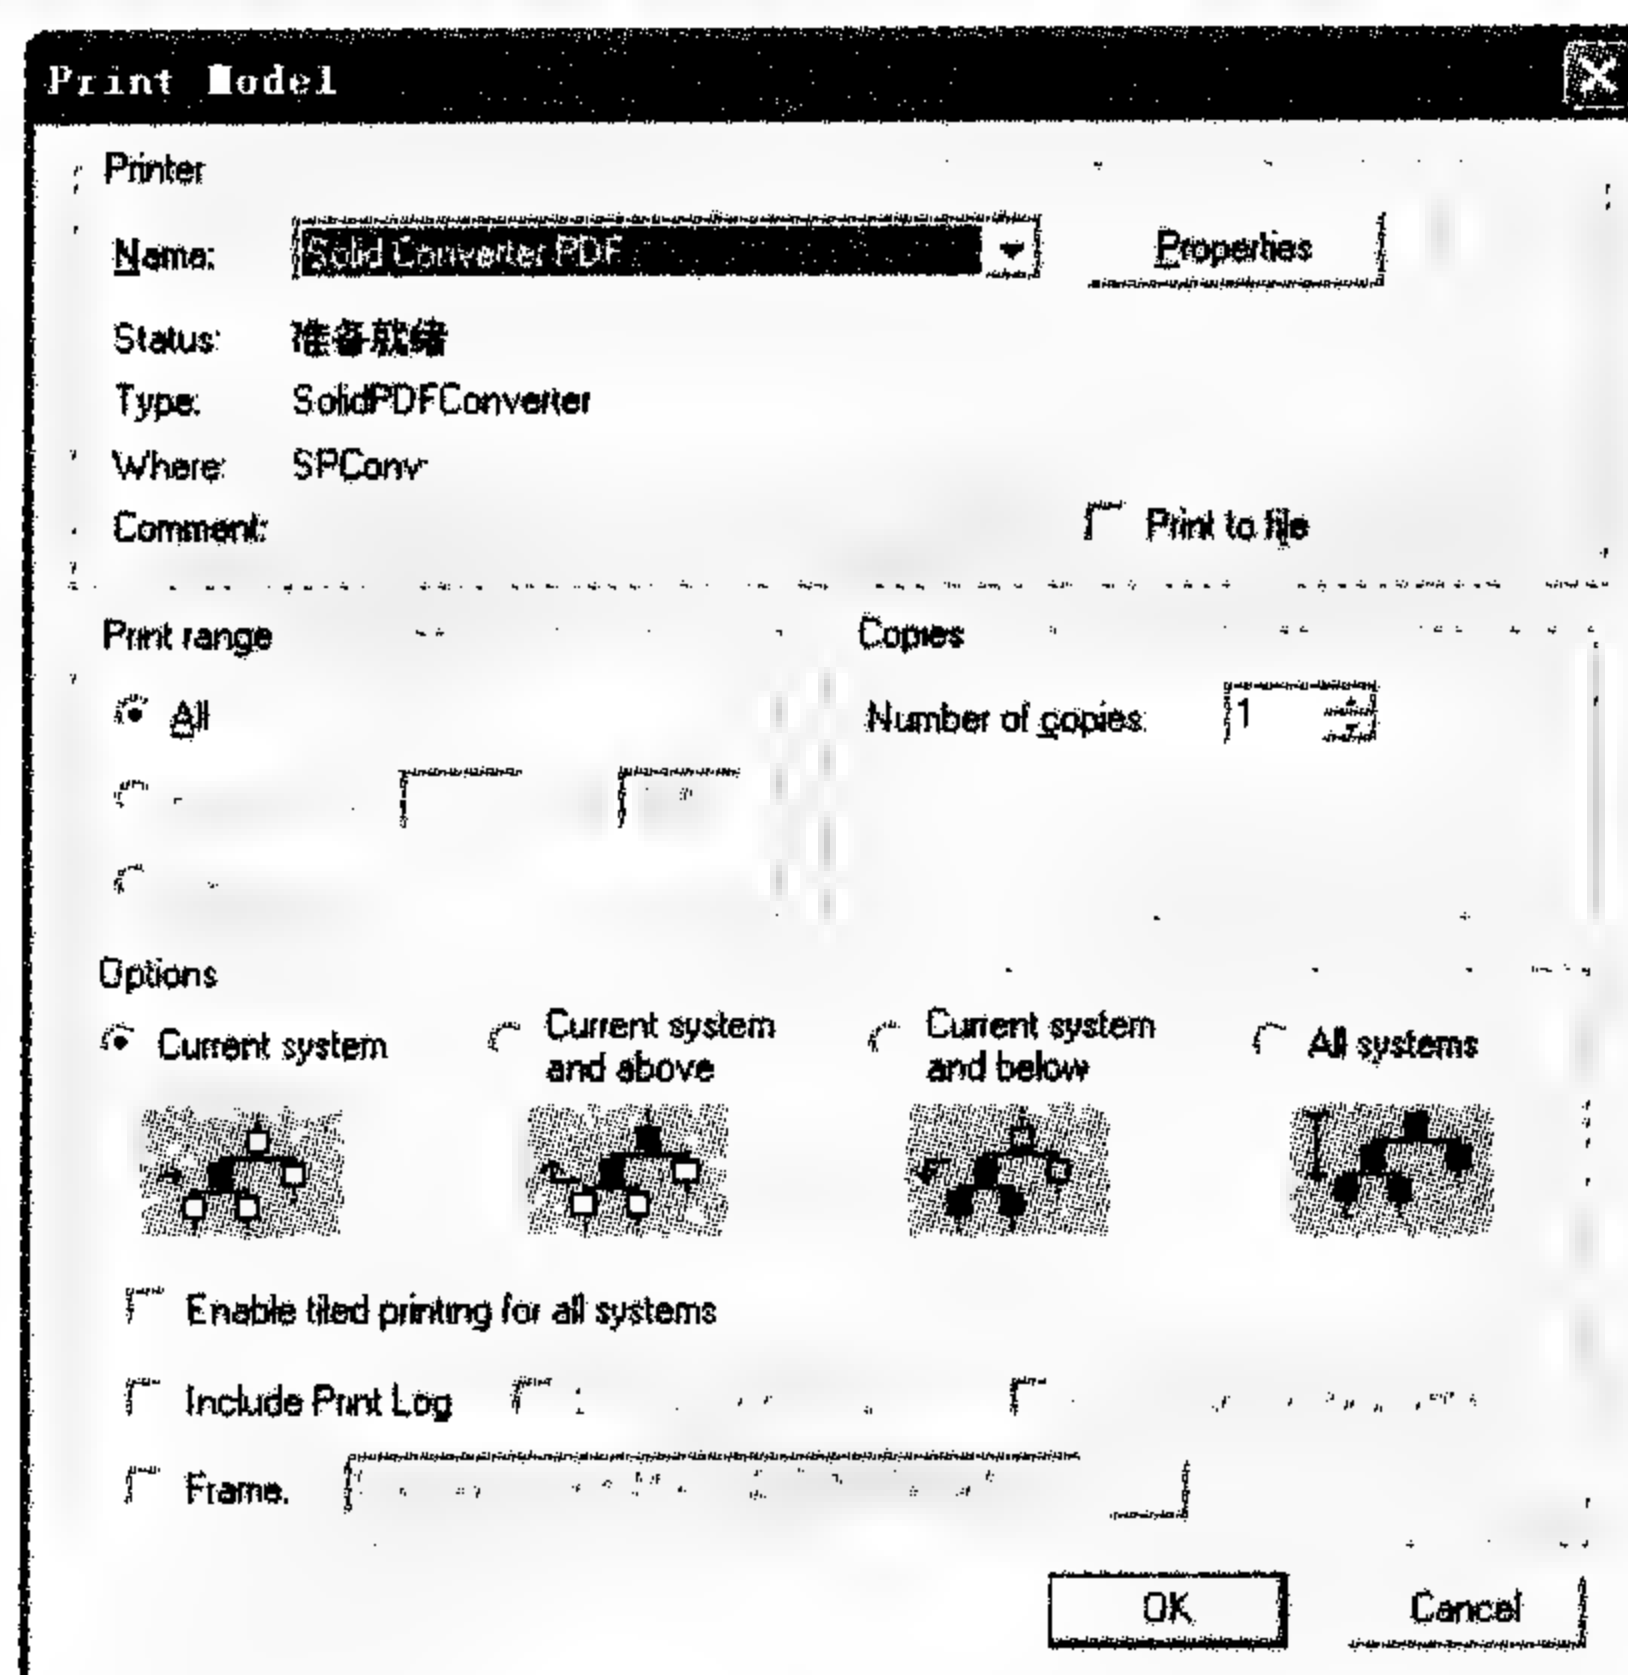 Print Model
Printer
Name: Solid Converter PDF Properties
Status: 准备就绪
Type: SolidPDFConverter
Where: SPConv:
Comment: Print to file
Print range Copies
All Number of copies: 1
Options
Current system Current system and above Current system and below All systems
Enable tiled printing for all systems
Include Print Log
Frame:
OK Cancel